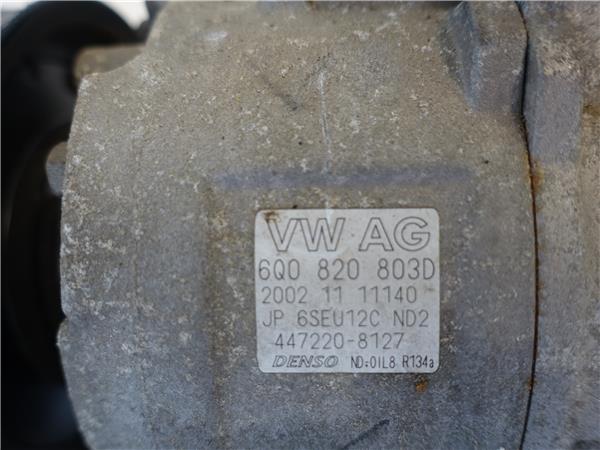 VW AG
6Q0 820 803D
2002 11 11140
JP 6SEU12C ND2
447220-8127
DENSO ND-OIL8 R134a